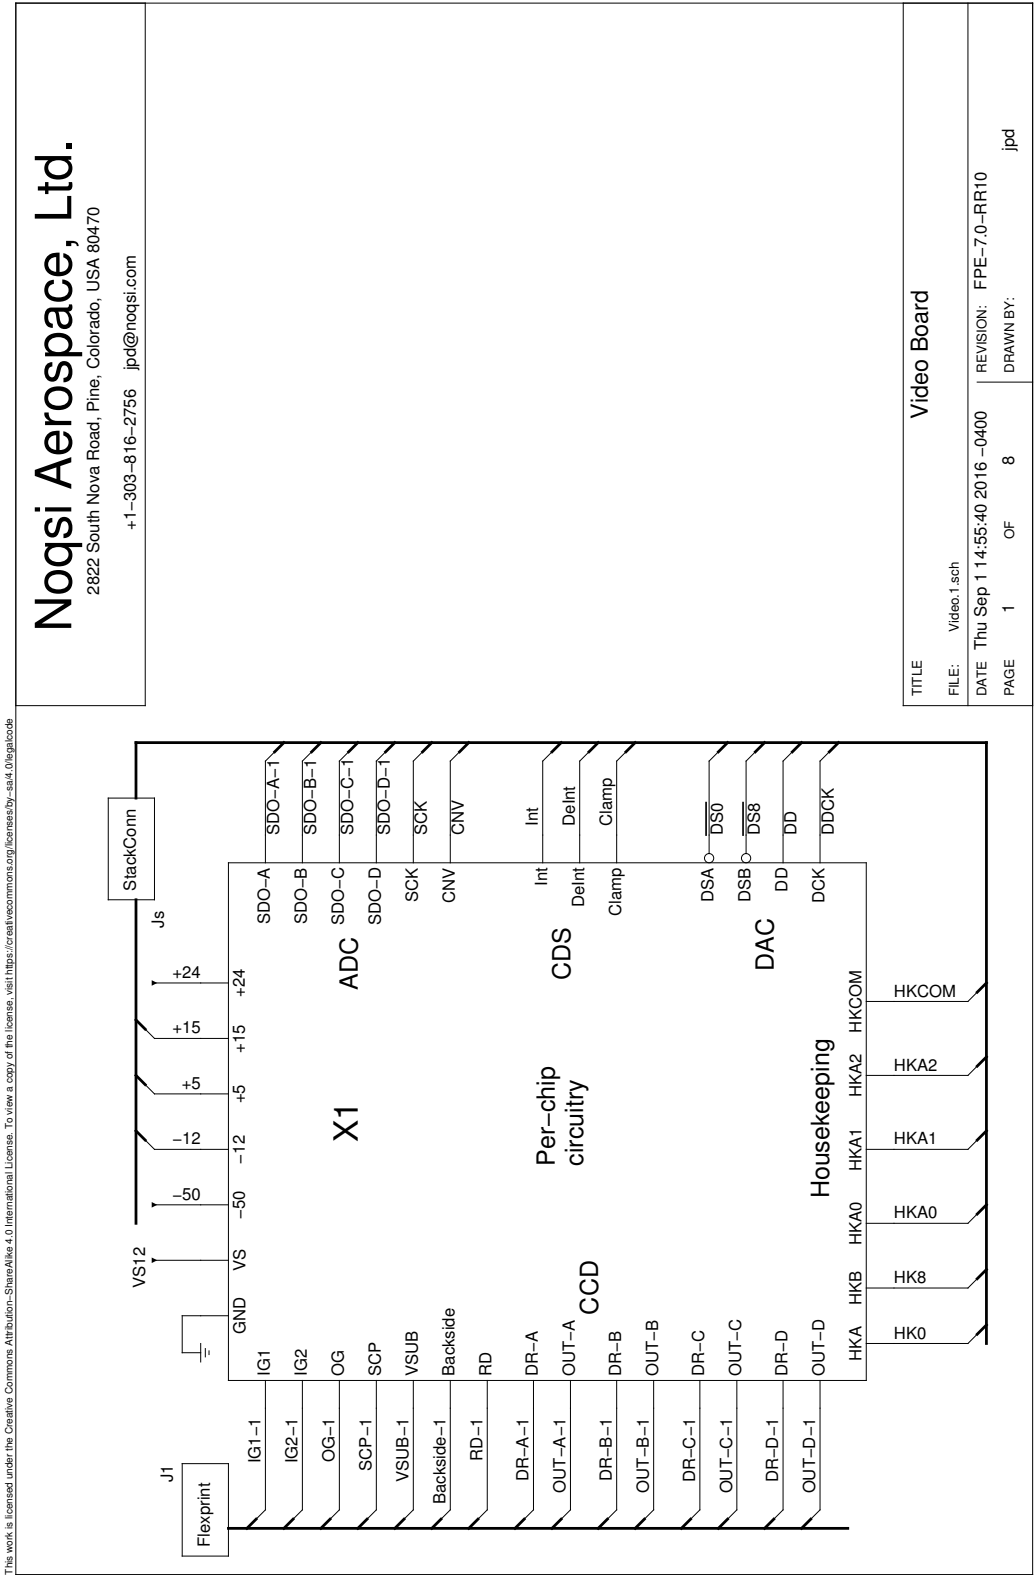 This work is licensed under the Creative Commons Attribution−ShareAlike 4.0 International License. To view a copy of the license, visit https://creativecommons.org/licenses/by−sa/4.0/legalcode
Noqsi Aerospace, Ltd.
2822 South Nova Road, Pine, Colorado, USA 80470
+1−303−816−2756 jpd@noqsi.com
J1
Flexprint
IG1−1
IG2−1
OG−1
SCP−1
VSUB−1
Backside−1
RD−1
DR−A−1
OUT−A−1
DR−B−1
OUT−B−1
DR−C−1
OUT−C−1
DR−D−1
OUT−D−1
IG1
IG2
OG
SCP
VSUB
Backside
RD
DR−A
OUT−A
DR−B
OUT−B
DR−C
OUT−C
DR−D
OUT−D
CCD
VS12
−50
−12
+5
+15
+24
GND
VS
−50
−12
+5
+15
+24
Js
StackConn
X1
Per−chip
circuitry
ADC
CDS
DAC
Housekeeping
SDO−A
SDO−B
SDO−C
SDO−D
SCK
CNV
Int
DeInt
Clamp
DSA
DSB
DD
DCK
SDO−A−1
SDO−B−1
SDO−C−1
SDO−D−1
SCK
CNV
Int
DeInt
Clamp
DS0
DS8
DD
DDCK
HKA
HKB
HKA0
HKA1
HKA2
HKCOM
HK0
HK8
HKA0
HKA1
HKA2
HKCOM
TITLE
Video Board
FILE: Video.1.sch
DATE Thu Sep 1 14:55:40 2016 −0400
REVISION: FPE−7.0−RR10
PAGE 1 OF 8
DRAWN BY: jpd